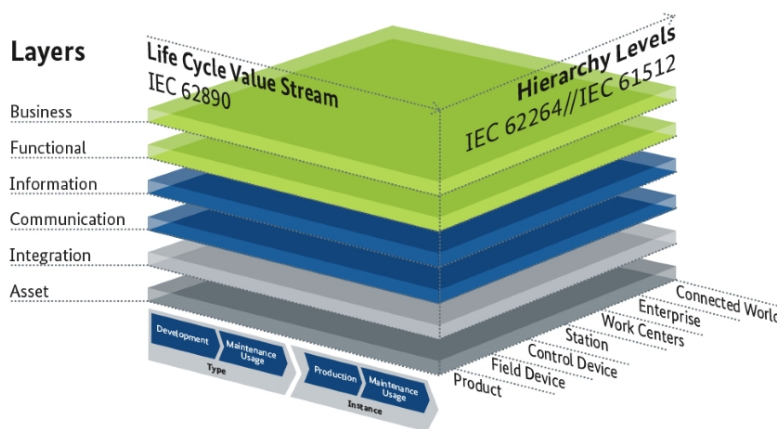 Layers
Life Cycle Value Stream
IEC 62890
Hierarchy Levels
IEC 62264//IEC 61512
Business
Functional
Information
Communication
Integration
Asset
Development
Maintenance
Usage
Type
Production
Maintenance
Usage
Instance
Connected World
Enterprise
Work Centers
Station
Control Device
Field Device
Product